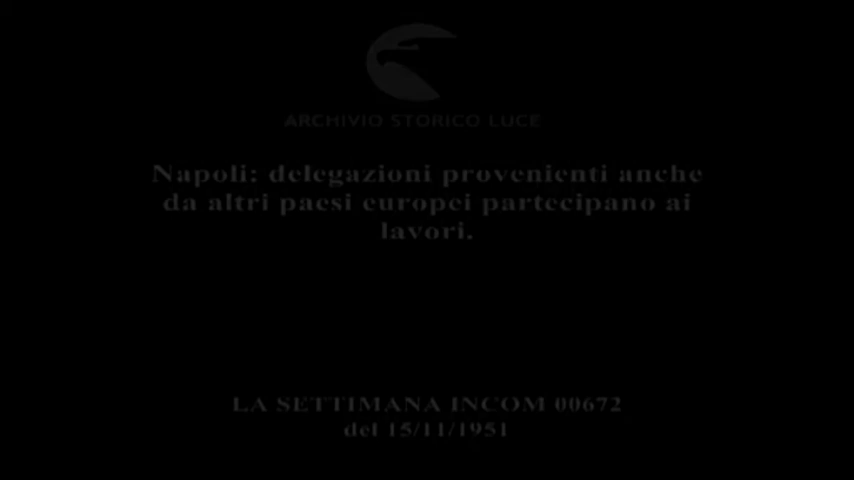 ARCHIVIO STORICO LUCE
Napoli: delegazioni provenienti anche
da altri paesi europei partecipano ai
lavori.
LA SETTIMANA INCOM 00672
del 15/11/1951